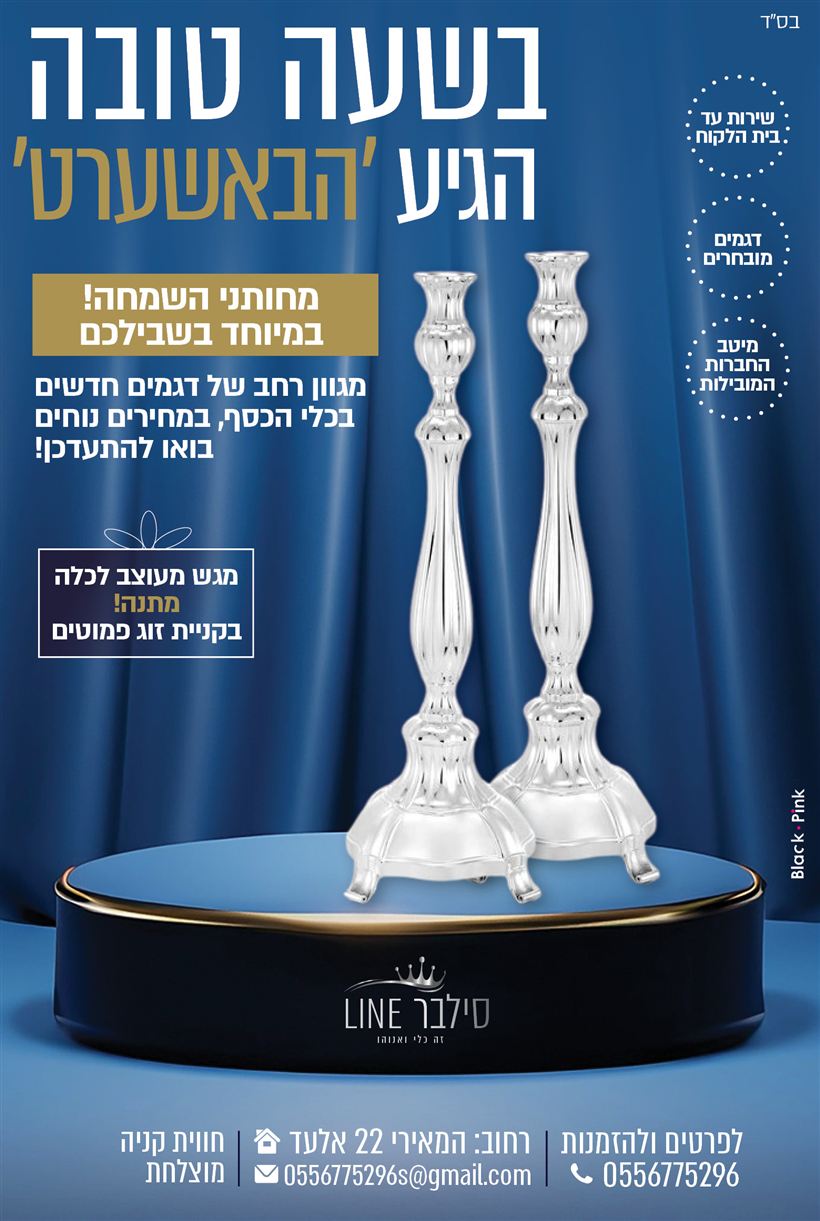 בס"ד
בשעה טובה
הגיע 'הבאשערט'
שירות עד
בית הלקוח
דגמים
מובחרים
מיטב
החברות
המובילות
מחותני השמחה!
במיוחד בשבילכם
מגוון רחב של דגמים חדשים
בכלי הכסף, במחירים נוחים
בואו להתעדכן!
מגש מעוצב לכלה
מתנה!
בקניית זוג פמוטים
Black·Pink
סילבר LINE
זה כלי ואנוהו
לפרטים ולהזמנות
0556775296
רחוב: המאירי 22 אלעד
0556775296s@gmail.com
חווית קניה
מוצלחת